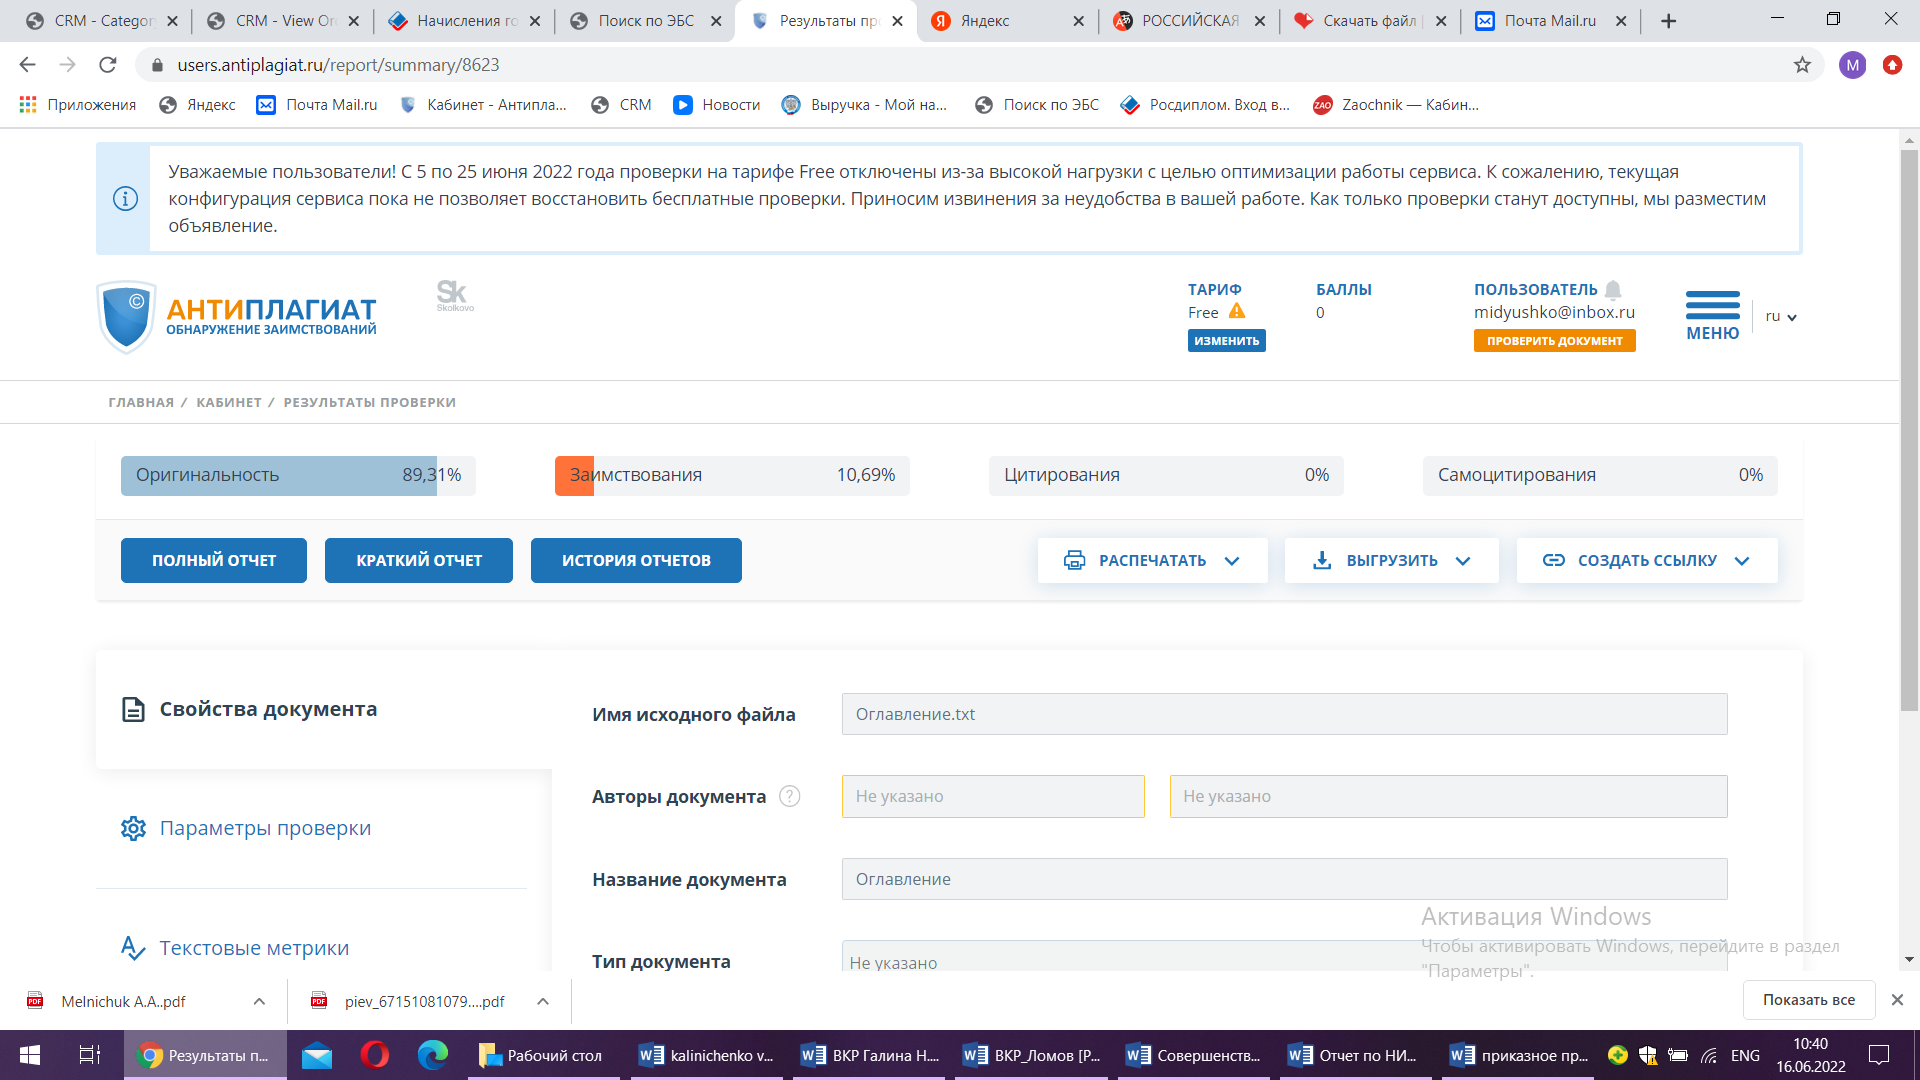 CRM - Categor
CRM - View Or
Начисления го
Поиск по ЭБС
Результаты пр
Яндекс
РОССИЙСКАЯ
Скачать файл
Почта Mail.ru
users.antiplagiat.ru/report/summary/8623
M
Приложения
Яндекс
Почта Mail.ru
Кабинет - Антипла...
CRM
Новости
Выручка - Мой на...
Поиск по ЭБС
Росдиплом. Вход в...
ZAO
Zaochnik — Кабин...
Уважаемые пользователи! С 5 по 25 июня 2022 года проверки на тарифе Free отключены из-за высокой нагрузки с целью оптимизации работы сервиса. К сожалению, текущая
конфигурация сервиса пока не позволяет восстановить бесплатные проверки. Приносим извинения за неудобства в вашей работе. Как только проверки станут доступны, мы разместим
объявление.
©
АНТИПЛАГИАТ
ОБНАРУЖЕНИЕ ЗАИМСТВОВАНИЙ
Sk
Skolkovo
ТАРИФ
Free
ИЗМЕНИТЬ
БАЛЛЫ
0
ПОЛЬЗОВАТЕЛЬ
midyushko@inbox.ru
ПРОВЕРИТЬ ДОКУМЕНТ
МЕНЮ
ru
ГЛАВНАЯ / КАБИНЕТ / РЕЗУЛЬТАТЫ ПРОВЕРКИ
Оригинальность 89,31%
Заимствования 10,69%
Цитирования 0%
Самоцитирования 0%
ПОЛНЫЙ ОТЧЕТ
КРАТКИЙ ОТЧЕТ
ИСТОРИЯ ОТЧЕТОВ
РАСПЕЧАТАТЬ
ВЫГРУЗИТЬ
СОЗДАТЬ ССЫЛКУ
Свойства документа
Параметры проверки
Текстовые метрики
Имя исходного файла Оглавление.txt
Авторы документа ? Не указано Не указано
Название документа Оглавление
Тип документа Не указано
Активация Windows
Чтобы активировать Windows, перейдите в раздел
"Параметры".
Melnichuk A.A..pdf
piev_67151081079....pdf
Показать все
Результаты п...
Рабочий стол
kalinichenko v...
ВКР Галина Н....
ВКР_Ломов [Р...
Совершенств...
Отчет по НИ...
приказное пр...
ENG
10:40
16.06.2022